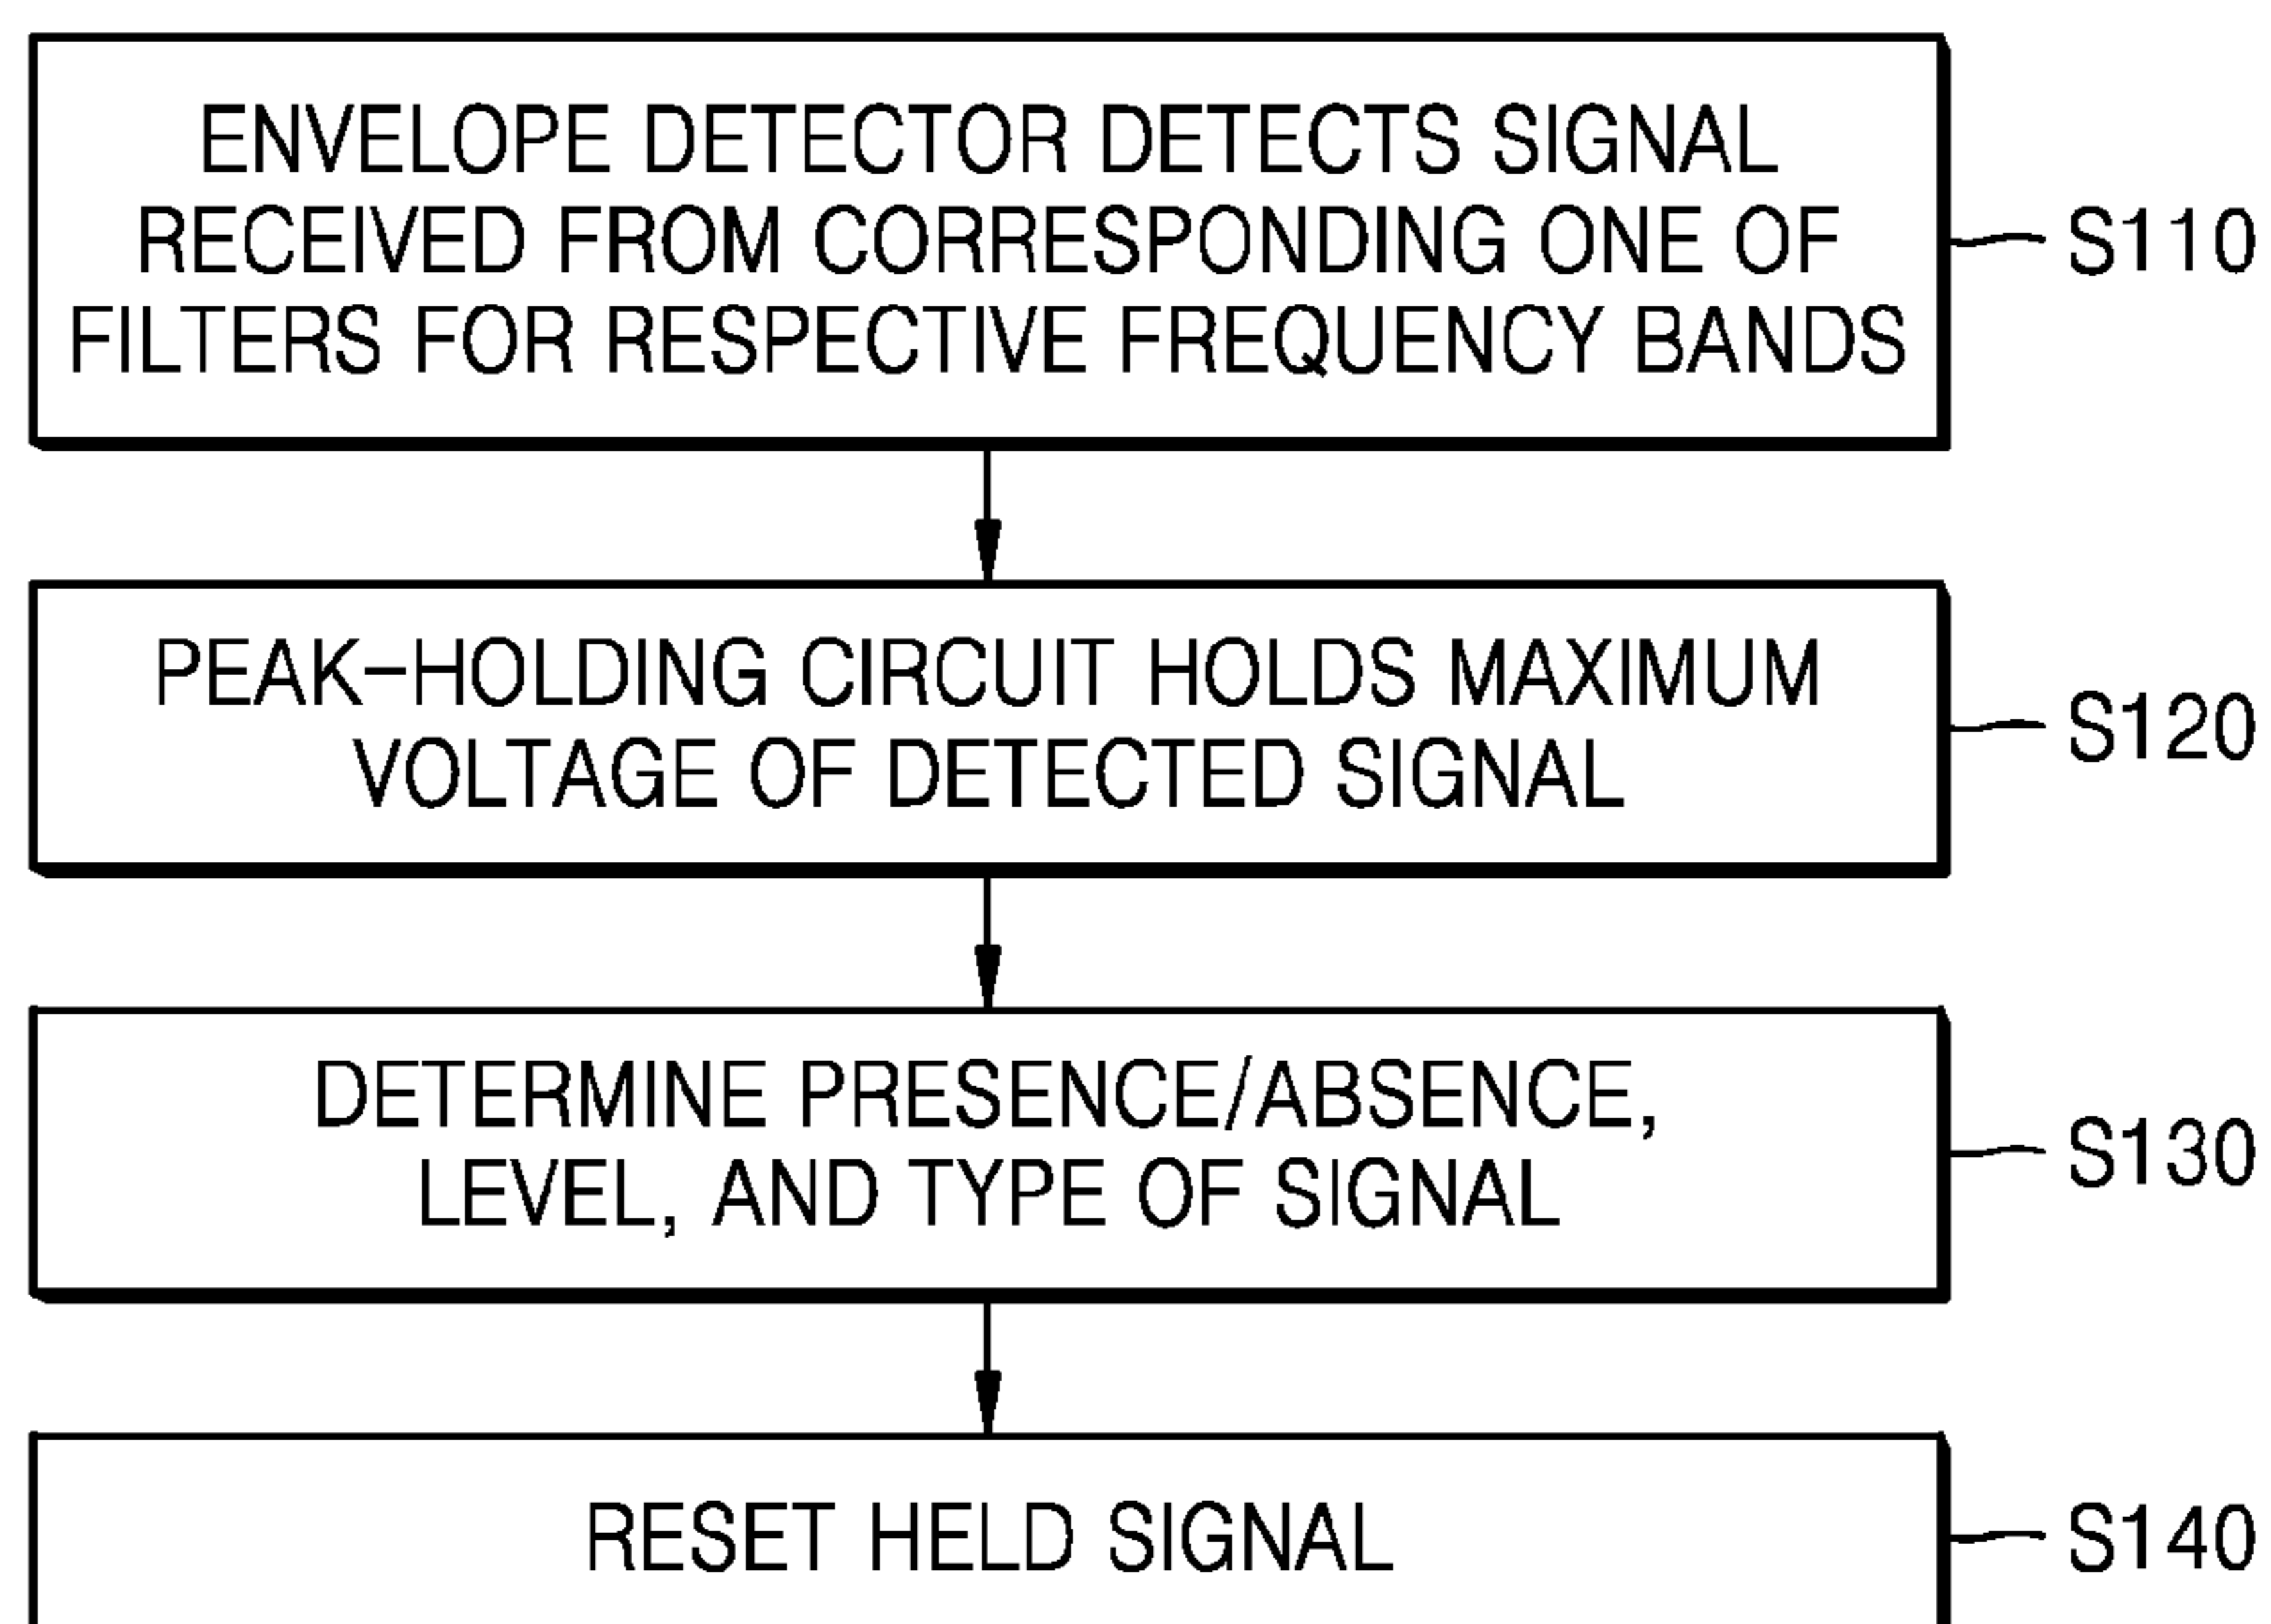 ENVELOPE DETECTOR DETECTS SIGNAL
RECEIVED FROM CORRESPONDING ONE OF
FILTERS FOR RESPECTIVE FREQUENCY BANDS
S110
PEAK-HOLDING CIRCUIT HOLDS MAXIMUM
VOLTAGE OF DETECTED SIGNAL
S120
DETERMINE PRESENCE/ABSENCE,
LEVEL, AND TYPE OF SIGNAL
S130
RESET HELD SIGNAL
S140